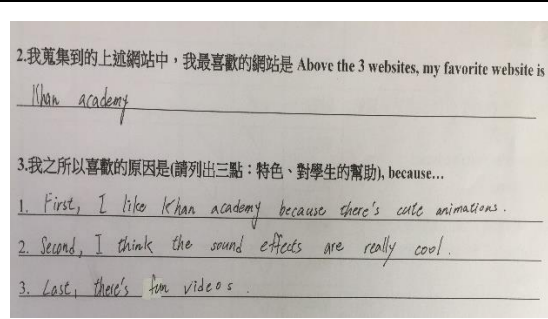 2.我蒐集到的上述網站中，我最喜歡的網站是 Above the 3 websites, my favorite website is
Khan academy
3.我之所以喜歡的原因是(請列出三點：特色、對學生的幫助), because…
1. First, I like Khan academy because there's cute animations.
2. Second, I think the sound effects are really cool.
3. Last, there's fun videos.